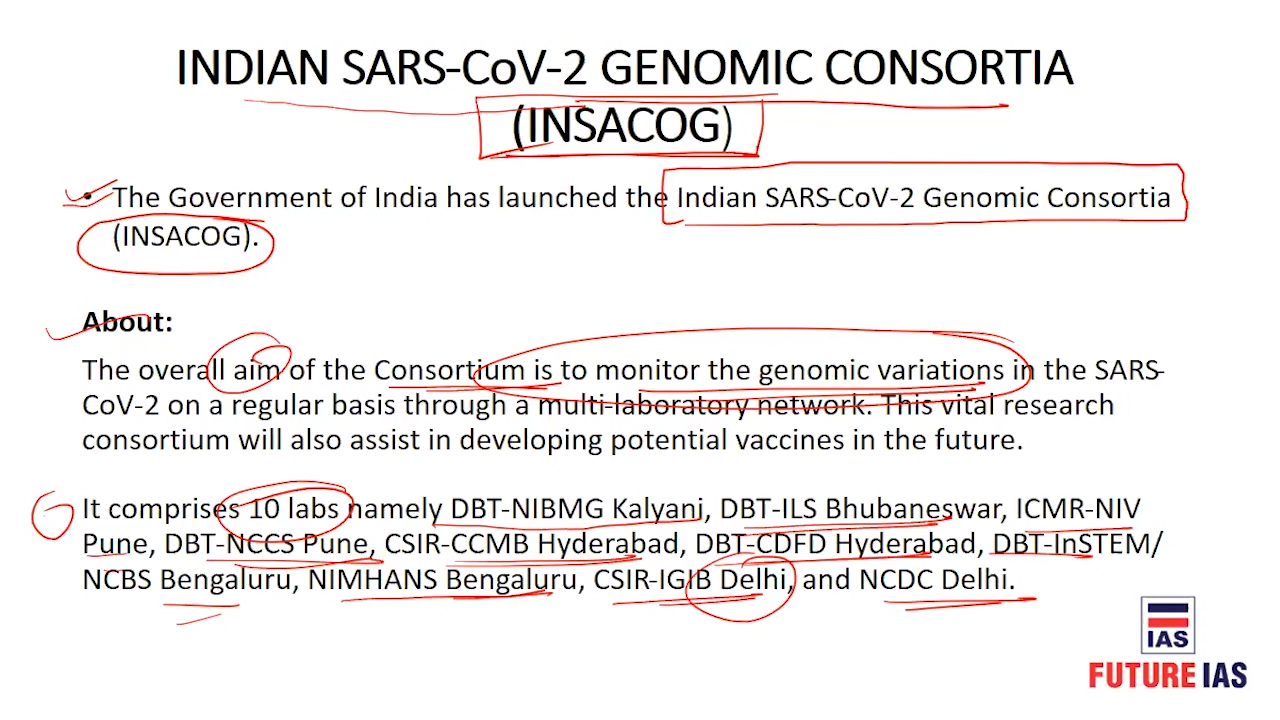 INDIAN SARS-CoV-2 GENOMIC CONSORTIA
(INSACOG)
• The Government of India has launched the Indian SARS-CoV-2 Genomic Consortia
(INSACOG).
About:
The overall aim of the Consortium is to monitor the genomic variations in the SARS-
CoV-2 on a regular basis through a multi-laboratory network. This vital research
consortium will also assist in developing potential vaccines in the future.
It comprises 10 labs namely DBT-NIBMG Kalyani, DBT-ILS Bhubaneswar, ICMR-NIV
Pune, DBT-NCCS Pune, CSIR-CCMB Hyderabad, DBT-CDFD Hyderabad, DBT-InSTEM/
NCBS Bengaluru, NIMHANS Bengaluru, CSIR-IGIB Delhi, and NCDC Delhi.
IAS
FUTURE IAS